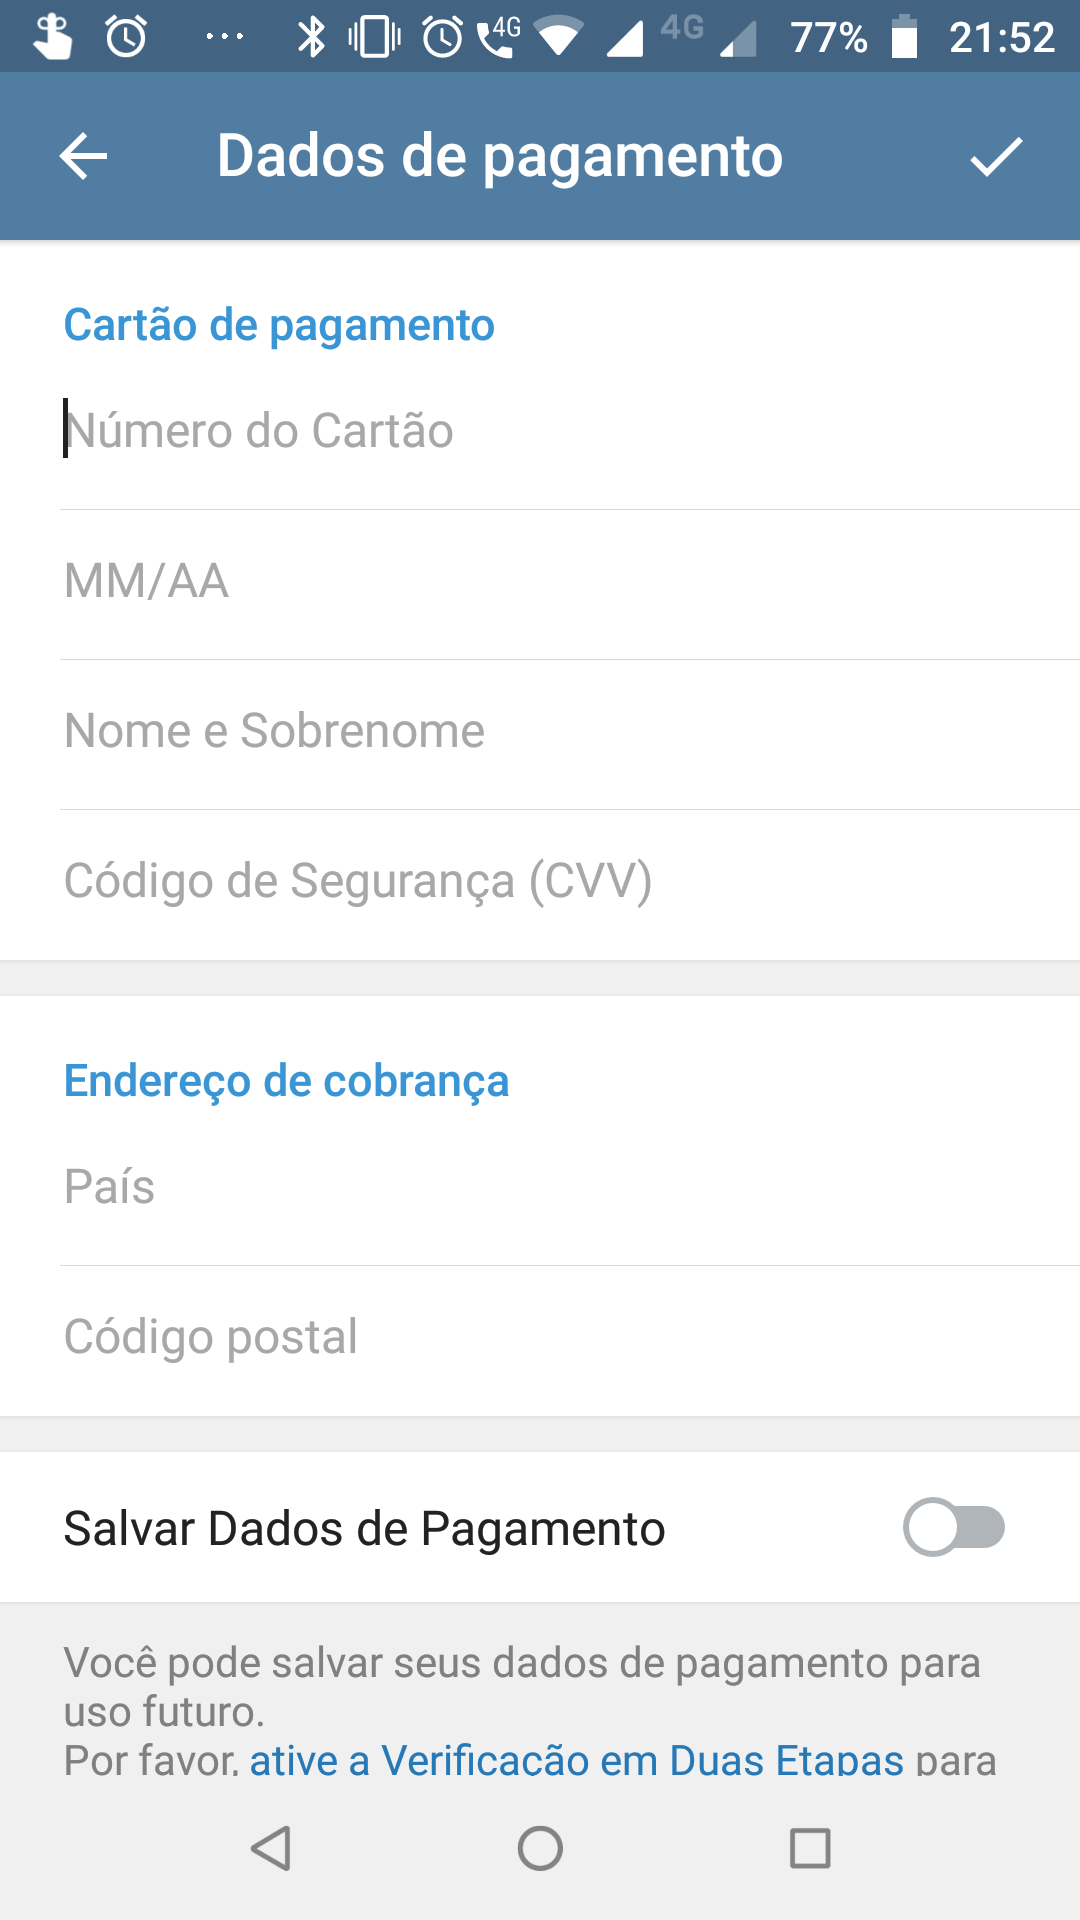 4G 4G 77% 21:52
Dados de pagamento
Cartão de pagamento
Número do Cartão
MM/AA
Nome e Sobrenome
Código de Segurança (CVV)
Endereço de cobrança
País
Código postal
Salvar Dados de Pagamento
Você pode salvar seus dados de pagamento para
uso futuro.
Por favor, ative a Verificação em Duas Etapas para